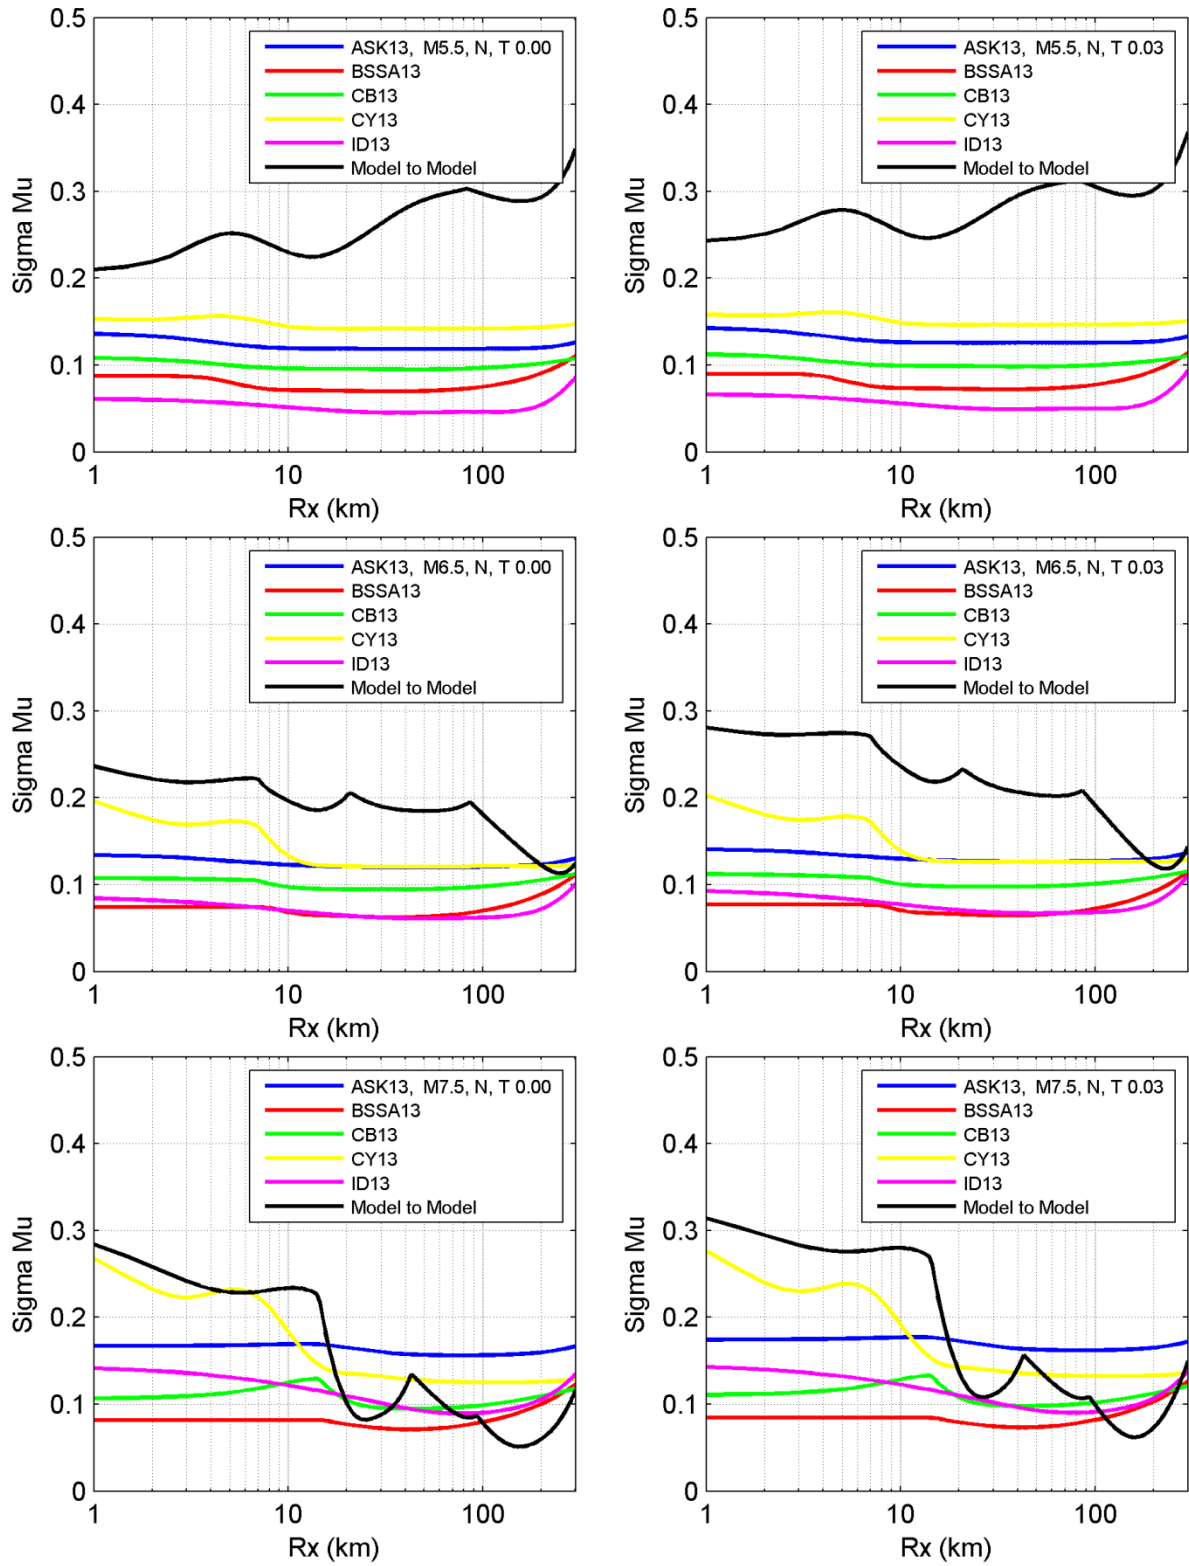 0.5
0.4
0.3
0.2
0.1
0
Sigma Mu
ASK13, M5.5, N, T 0.00
BSSA13
CB13
CY13
ID13
Model to Model
1
10
100
Rx (km)
0.5
0.4
0.3
0.2
0.1
0
Sigma Mu
ASK13, M5.5, N, T 0.03
BSSA13
CB13
CY13
ID13
Model to Model
1
10
100
Rx (km)
0.5
0.4
0.3
0.2
0.1
0
Sigma Mu
ASK13, M6.5, N, T 0.00
BSSA13
CB13
CY13
ID13
Model to Model
1
10
100
Rx (km)
0.5
0.4
0.3
0.2
0.1
0
Sigma Mu
ASK13, M6.5, N, T 0.03
BSSA13
CB13
CY13
ID13
Model to Model
1
10
100
Rx (km)
0.5
0.4
0.3
0.2
0.1
0
Sigma Mu
ASK13, M7.5, N, T 0.00
BSSA13
CB13
CY13
ID13
Model to Model
1
10
100
Rx (km)
0.5
0.4
0.3
0.2
0.1
0
Sigma Mu
ASK13, M7.5, N, T 0.03
BSSA13
CB13
CY13
ID13
Model to Model
1
10
100
Rx (km)